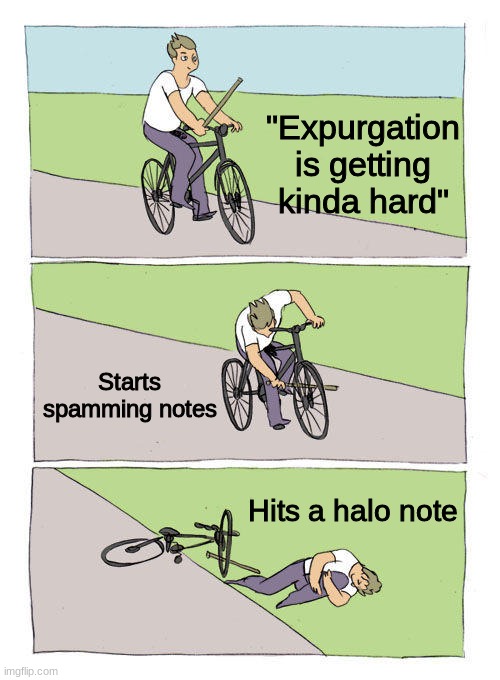 "Expurgation
is getting
kinda hard"
Starts
spamming notes
Hits a halo note
imgflip.com